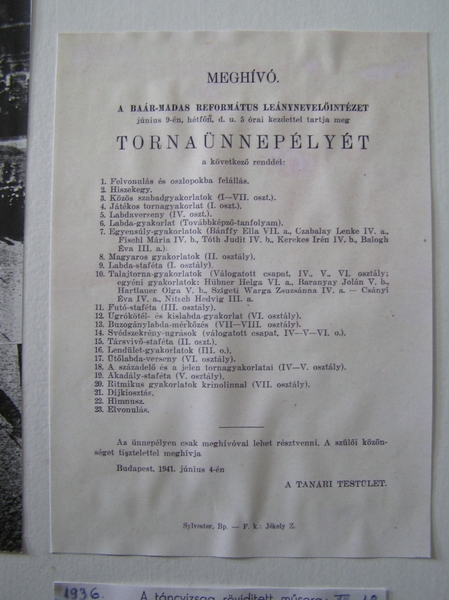 MEGHÍVÓ.
A BAÁR-MADAS REFORMÁTUS LEÁNYNEVELŐINTÉZET
június 9-én, hétfőn, d. u. 5 órai kezdettel tartja meg
TORNAÜNNEPÉLYÉT
a következő renddel:
1. Felvonulás és oszlopokba felállás.
2. Hiszekegy.
3. Közös szabadgyakorlatok (I—VII. oszt.).
4. Játékos tornagyakorlat (I. oszt.).
5. Labdaverseny (IV. oszt.).
6. Labda-gyakorlat (Továbbképző-tanfolyam).
7. Egyensúly-gyakorlatok (Bánffy Ella VII. a., Czabalay Lenke IV. a.,
Fischl Mária IV. b., Tóth Judit IV. b., Kerekes Irén IV. b., Balogh
Éva III. a.)
8. Magyaros gyakorlatok (II. osztály).
9. Labda-staféta (I. osztály).
10. Talajtorna-gyakorlatok (Válogatott csapat, IV., V., VI. osztály;
egyéni gyakorlatok: Hübner Helga VI. a., Baranyay Jolán V. b.,
Hartlauer Olga V. b., Szigeti Warga Zsuzsánna IV. a. — Csányi
Éva IV. a., Nitsch Hedvig III. a.
11. Futó-staféta (III. osztály).
12. Ugrókötél- és kislabda-gyakorlat (VI. osztály).
13. Buzogánylabda-mérkőzés (VII—VIII. osztály).
14. Svédszekrény-ugrások (válogatott csapat, IV—V—VI. o.).
15. Társvivő-staféta (II. oszt.).
16. Lendület-gyakorlatok (III. o.).
17. Ütőlabda-verseny (VI. osztály).
18. A századelő és a jelen tornagyakorlatai (IV—V. osztály).
19. Akadály-staféta (V. osztály).
20. Ritmikus gyakorlatok krinolinnal (VII. osztály).
21. Díjkiosztás.
22. Himnusz.
23. Elvonulás.
Az ünnepélyen csak meghívóval lehet résztvenni. A szülői közön-
séget tisztelettel meghívja
Budapest, 1941. június 4-én
A TANÁRI TESTÜLET.
Sylvester, Bp. — F. k.: Jékely Z.
1936. A táncvizsga rövidített műsora: